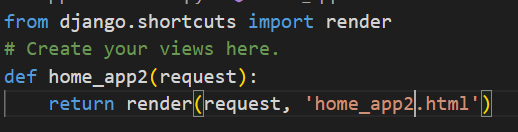 from django.shortcuts import render
# Create your views here.
def home_app2(request):
    return render(request, 'home_app2.html')